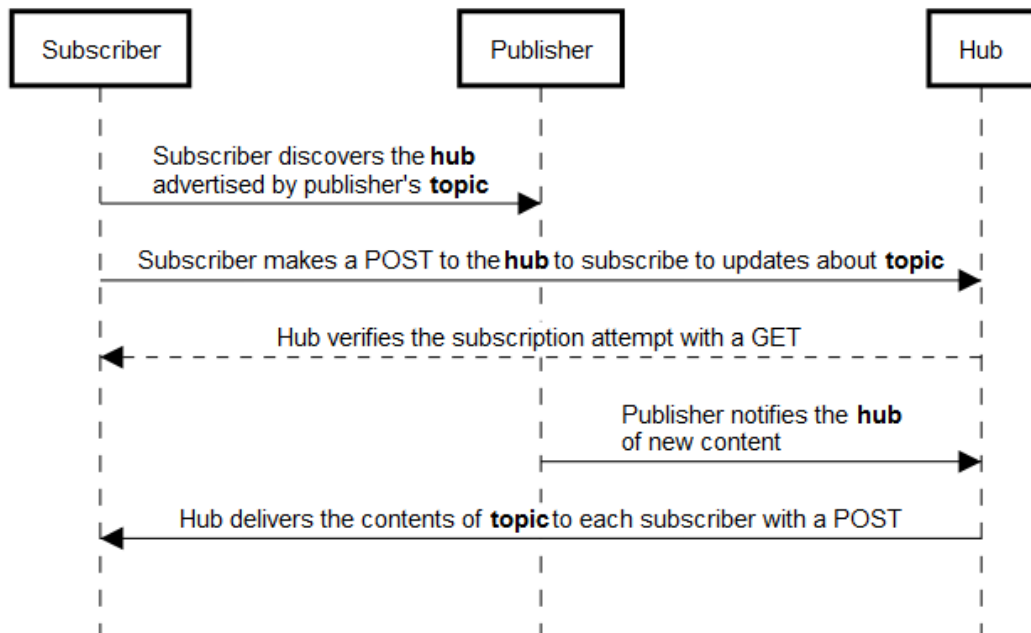 Subscriber
Publisher
Hub
Subscriber discovers the hub
advertised by publisher's topic
Subscriber makes a POST to the hub to subscribe to updates about topic
Hub verifies the subscription attempt with a GET
Publisher notifies the hub
of new content
Hub delivers the contents of topic to each subscriber with a POST